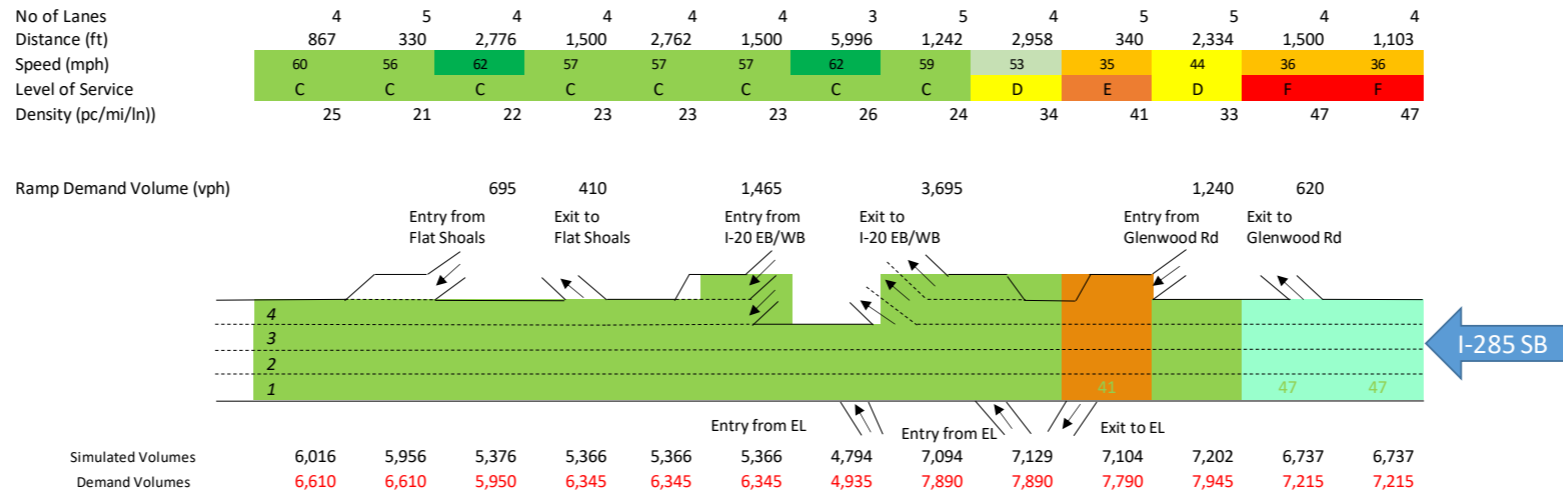 No of Lanes 4 5 4 4 4 4 3 5 4 5 5 4 4
Distance (ft) 867 330 2,776 1,500 2,762 1,500 5,996 1,242 2,958 340 2,334 1,500 1,103
Speed (mph) 60 56 62 57 57 57 62 59 53 35 44 36 36
Level of Service C C C C C C C C D E D F F
Density (pc/mi/ln)) 25 21 22 23 23 23 26 24 34 41 33 47 47
Ramp Demand Volume (vph) 695 410 1,465 3,695 1,240 620
Entry from Exit to Entry from Exit to Entry from Exit to
Flat Shoals Flat Shoals I-20 EB/WB I-20 EB/WB Glenwood Rd Glenwood Rd
4
3
I-285 SB
2
1 41 47 47
Entry from EL Entry from EL Exit to EL
Simulated Volumes 6,016 5,956 5,376 5,366 5,366 5,366 4,794 7,094 7,129 7,104 7,202 6,737 6,737
Demand Volumes 6,610 6,610 5,950 6,345 6,345 6,345 4,935 7,890 7,890 7,790 7,945 7,215 7,215